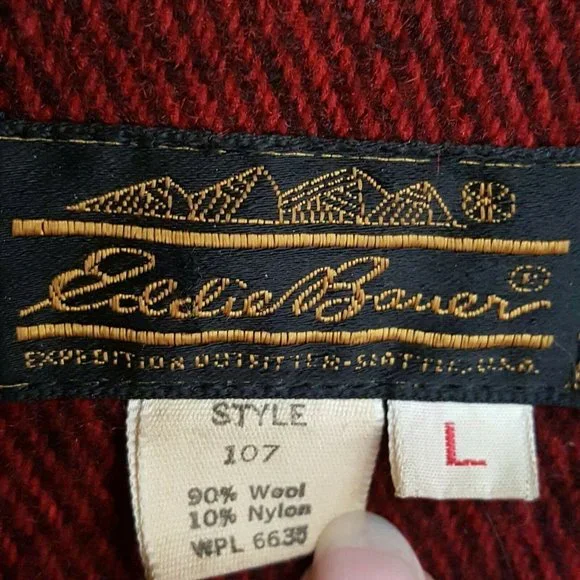 Eddie Bauer ®
EXPEDITION OUTFITTER-SEATTLE, U.S.A.
STYLE
107
90% Wool
10% Nylon
WPL 6635
L